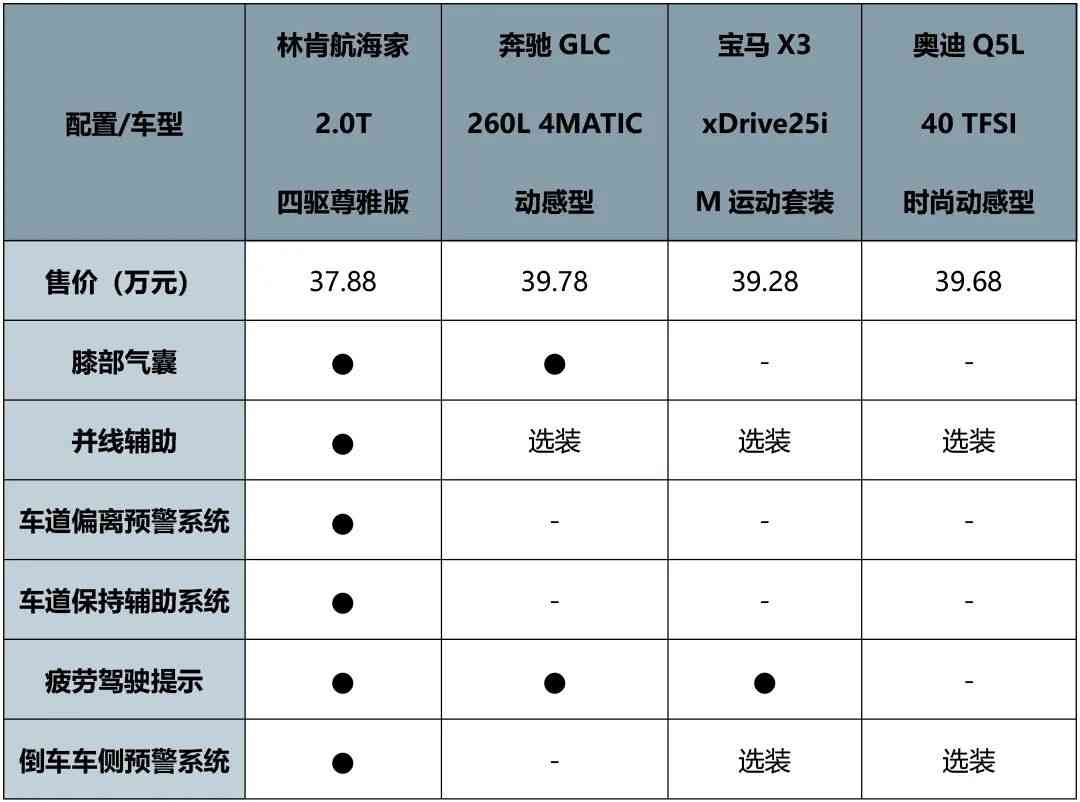 配置/车型 林肯航海家 2.0T 四驱尊雅版 奔驰 GLC 260L 4MATIC 动感型 宝马 X3 xDrive25i M 运动套装 奥迪 Q5L 40 TFSI 时尚动感型
售价（万元） 37.88 39.78 39.28 39.68
膝部气囊 ● ● - -
并线辅助 ● 选装 选装 选装
车道偏离预警系统 ● - - -
车道保持辅助系统 ● - - -
疲劳驾驶提示 ● ● ● -
倒车车侧预警系统 ● - 选装 选装